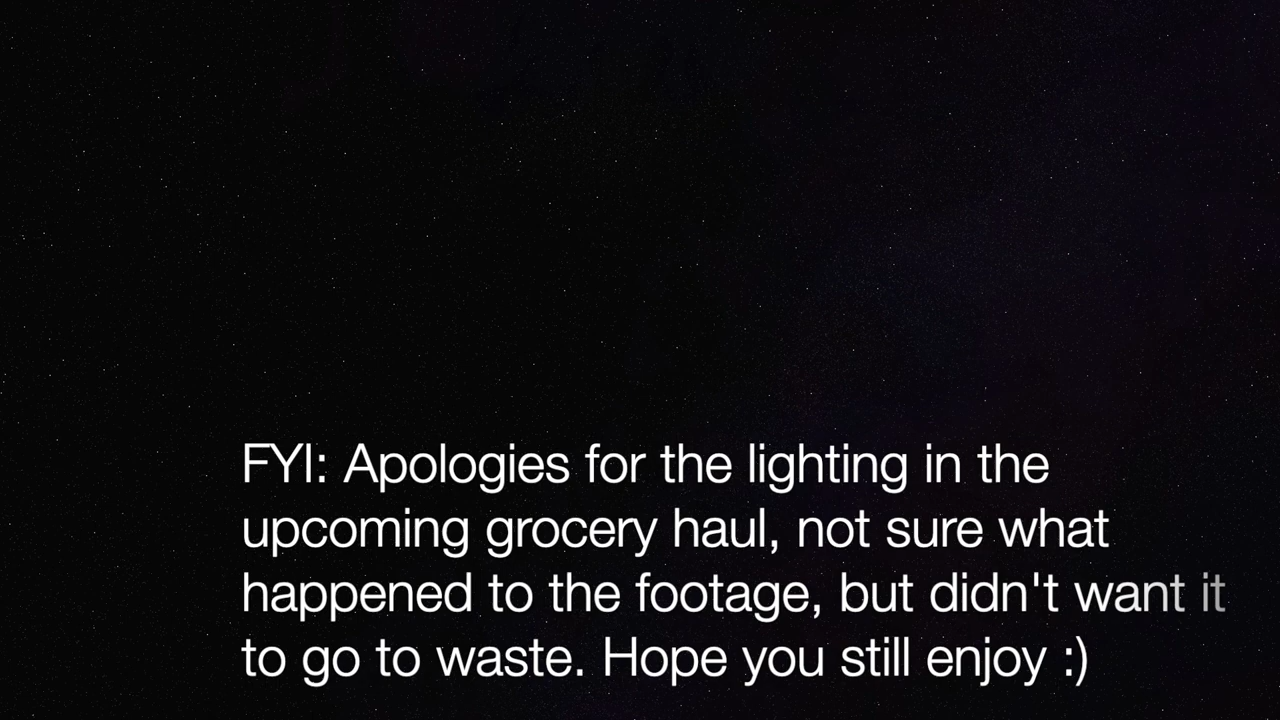 FYI: Apologies for the lighting in the
upcoming grocery haul, not sure what
happened to the footage, but didn't want it
to go to waste. Hope you still enjoy :)